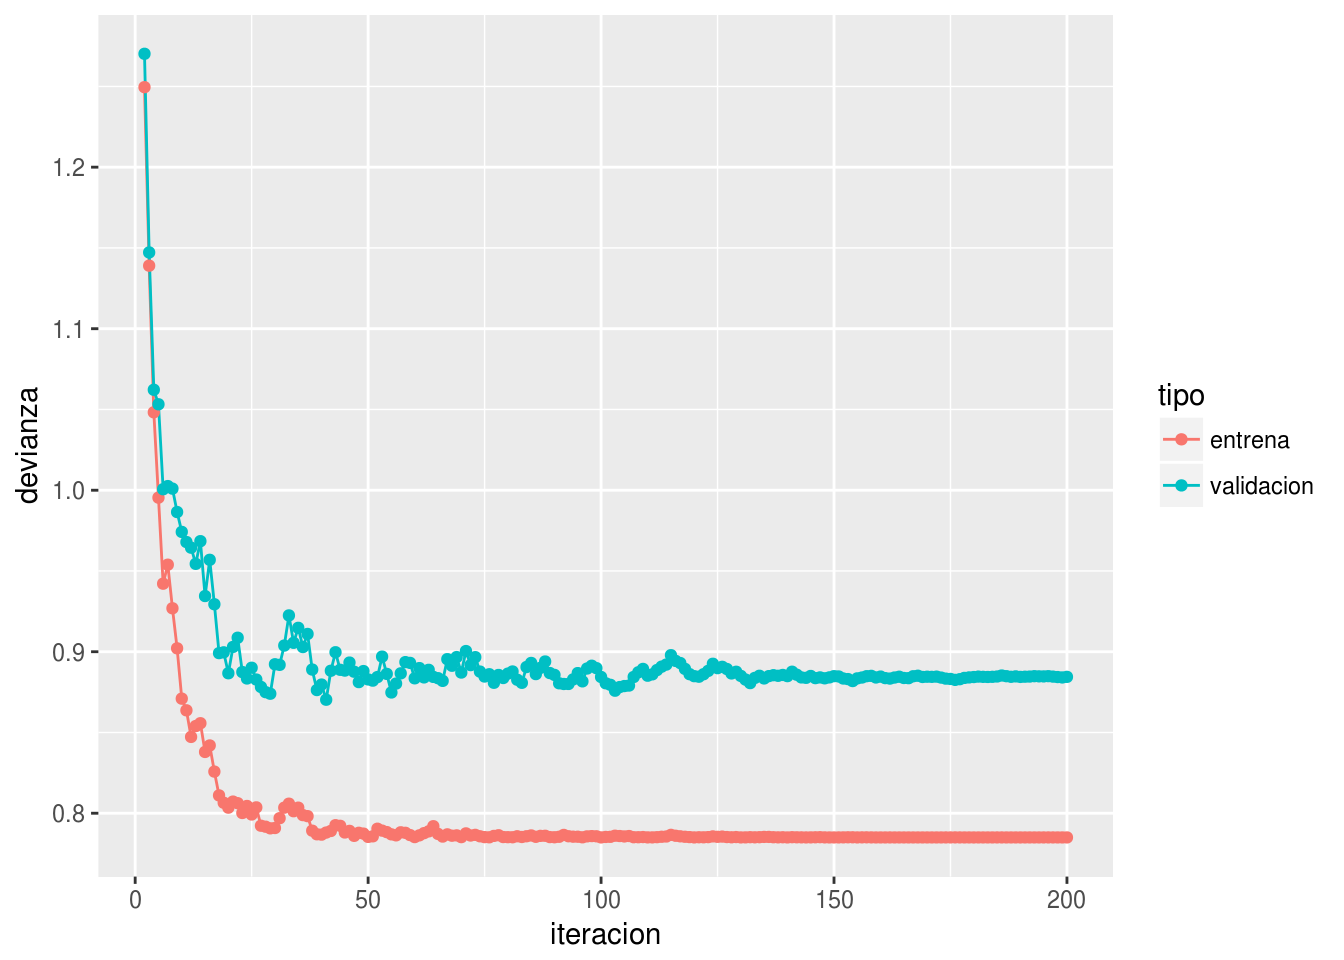 devianza
1.2
1.1
1.0
0.9
0.8
0 50 100 150 200
iteracion
tipo
entrena
validacion